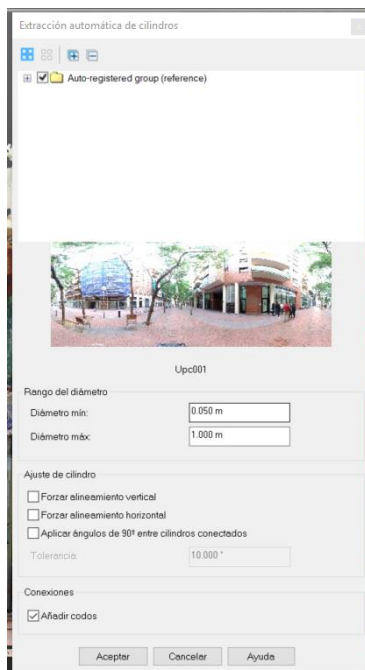 Extracción automática de cilindros
Auto-registered group (reference)
Upc001
Rango del diámetro
Diámetro mín:
0.050 m
Diámetro máx:
1.000 m
Ajuste de cilindro
Forzar alineamiento vertical
Forzar alineamiento horizontal
Aplicar ángulos de 90º entre cilindros conectados
Tolerancia:
10.000 °
Conexiones
Añadir codos
Aceptar
Cancelar
Ayuda